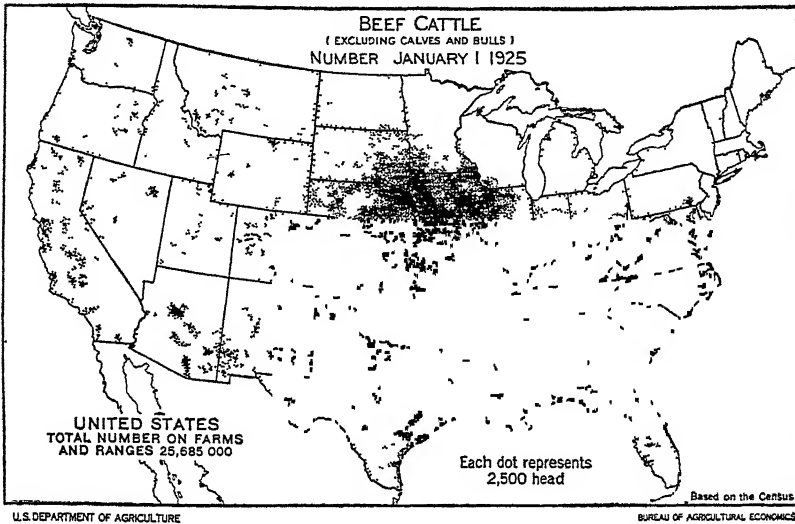 BEEF CATTLE
( EXCLUDING CALVES AND BULLS )
NUMBER JANUARY 1 1925
UNITED STATES
TOTAL NUMBER ON FARMS
AND RANGES 25,685 000
Each dot represents
2,500 head
Based on the Census
U.S. DEPARTMENT OF AGRICULTURE
BUREAU OF AGRICULTURAL ECONOMICS